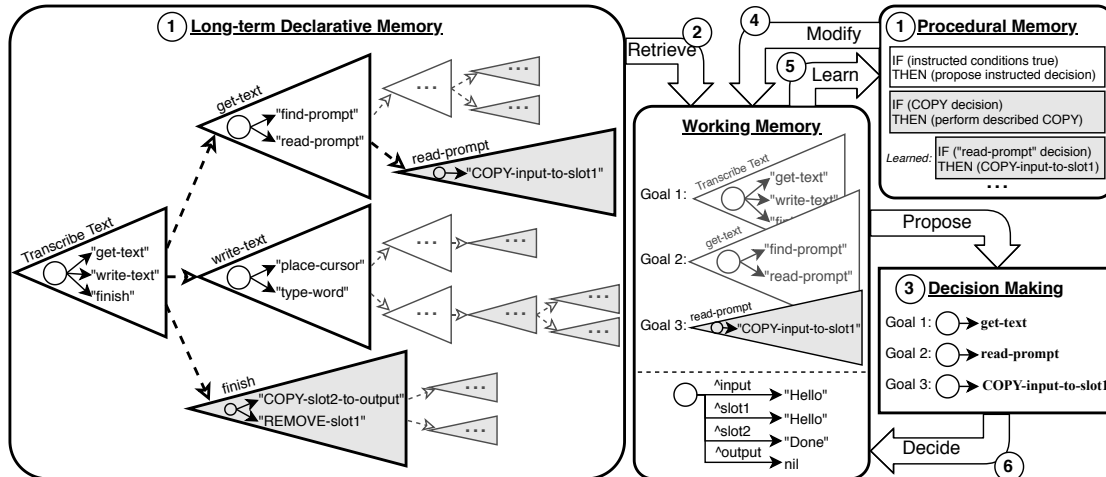 1 Long-term Declarative Memory
get-text
"find-prompt"
"read-prompt"
...
...
...
read-prompt
"COPY-input-to-slot1"
Transcribe Text
"get-text"
"write-text"
"finish"
write-text
"place-cursor"
"type-word"
...
...
...
...
...
...
finish
"COPY-slot2-to-output"
"REMOVE-slot1"
...
...
2
Retrieve
4
Modify
5
Learn
Working Memory
Goal 1:
Transcribe Text
"get-text"
"write-text"
Goal 2:
get-text
"find-prompt"
"read-prompt"
Goal 3:
read-prompt
"COPY-input-to-slot1"
^input
"Hello"
^slot1
"Hello"
^slot2
"Done"
^output
nil
1 Procedural Memory
IF (instructed conditions true)
THEN (propose instructed decision)
IF (COPY decision)
THEN (perform described COPY)
Learned:
IF ("read-prompt" decision)
THEN (COPY-input-to-slot1)
...
Propose
3 Decision Making
Goal 1: get-text
Goal 2: read-prompt
Goal 3: COPY-input-to-slot1
Decide
6